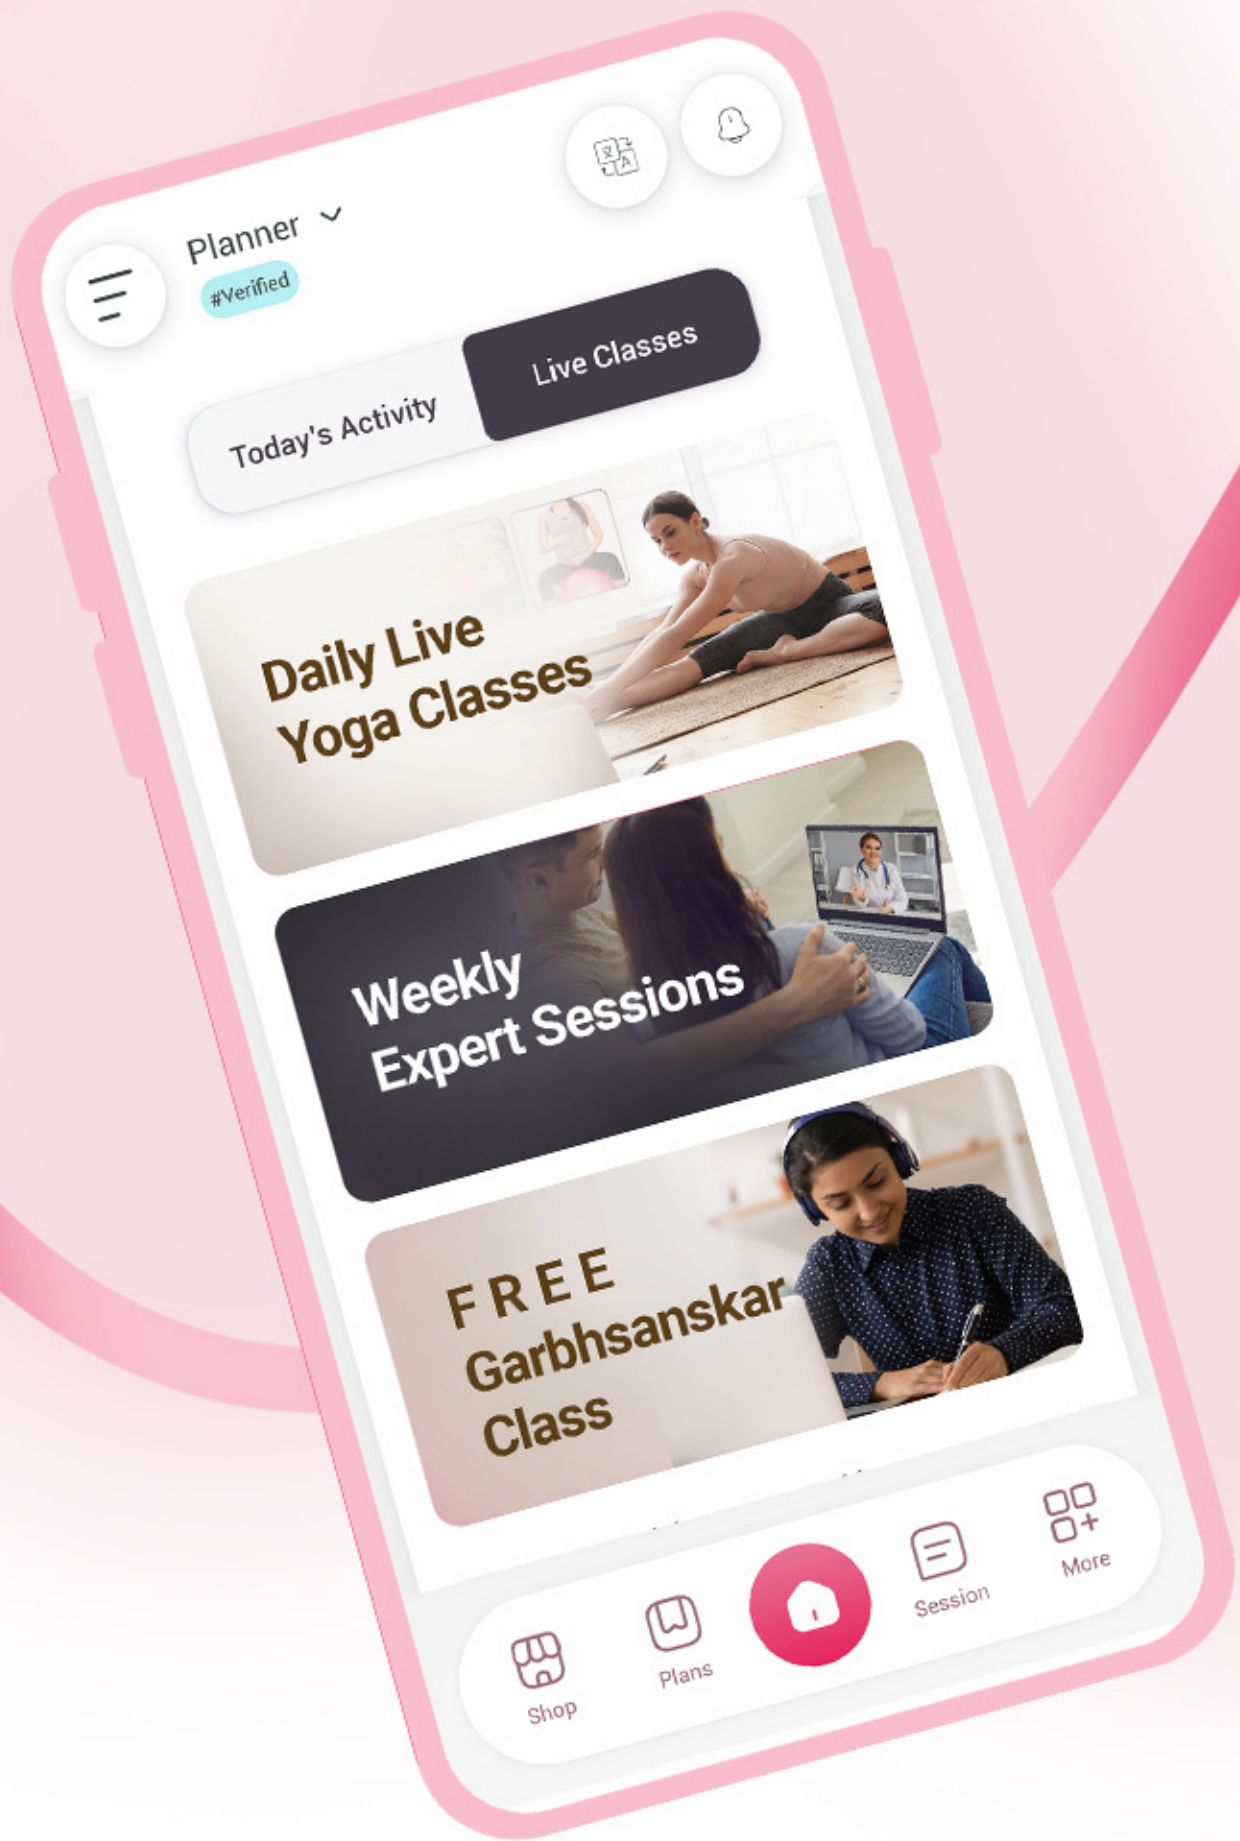 Planner
#Verified
Today's Activity
Live Classes
Daily Live
Yoga Classes
Weekly
Expert Sessions
FREE
Garbhsanskar
Class
Shop
Plans
Session
More